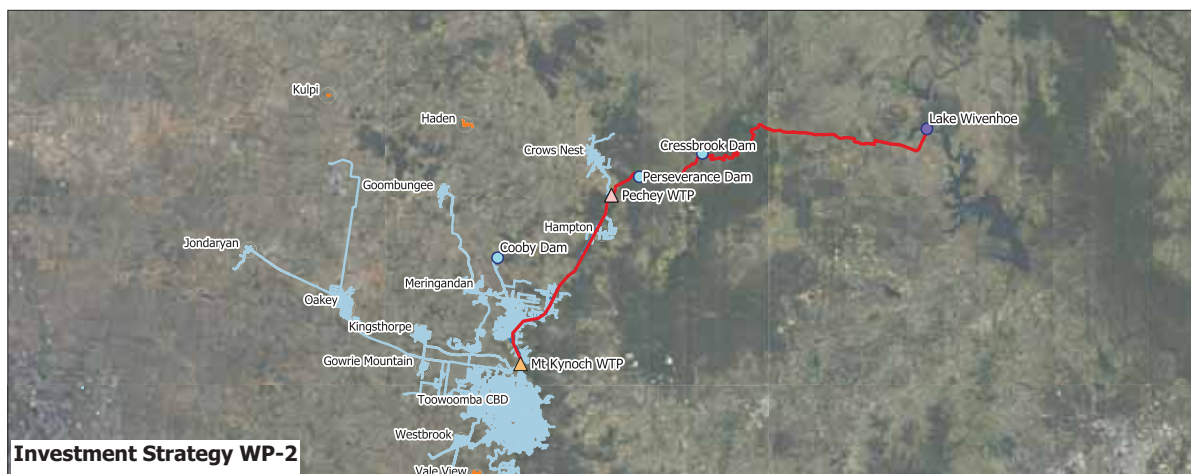 Kulpi
Haden
Lake Wivenhoe
Crows Nest
Cressbrook Dam
Perseverance Dam
Goombungee
Pechey WTP
Hampton
Jondaryan
Cooby Dam
Meringandan
Oakey
Kingsthorpe
Gowrie Mountain
Mt Kynoch WTP
Toowoomba CBD
Westbrook
Investment Strategy WP-2
Vale View